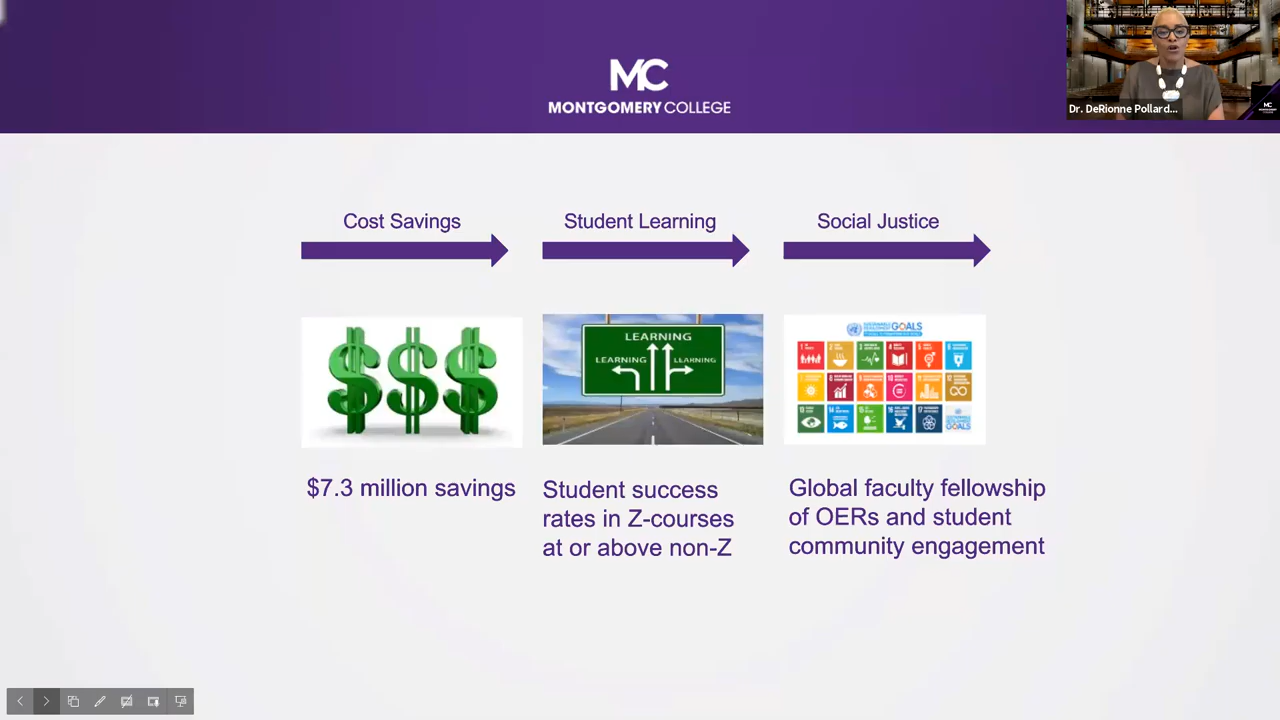 MC
MONTGOMERY COLLEGE
Dr. DeRionne Pollard...
Cost Savings
Student Learning
Social Justice
LEARNING
LEARNING
LEARNING
SUSTAINABLE DEVELOPMENT
GOALS
$7.3 million savings
Student success
rates in Z-courses
at or above non-Z
Global faculty fellowship
of OERs and student
community engagement